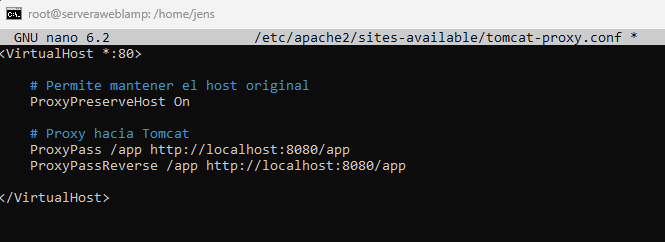 root@serveraweblamp: /home/jens
GNU nano 6.2 /etc/apache2/sites-available/tomcat-proxy.conf *
<VirtualHost *:80>
# Permite mantener el host original
ProxyPreserveHost On
# Proxy hacia Tomcat
ProxyPass /app http://localhost:8080/app
ProxyPassReverse /app http://localhost:8080/app
</VirtualHost>